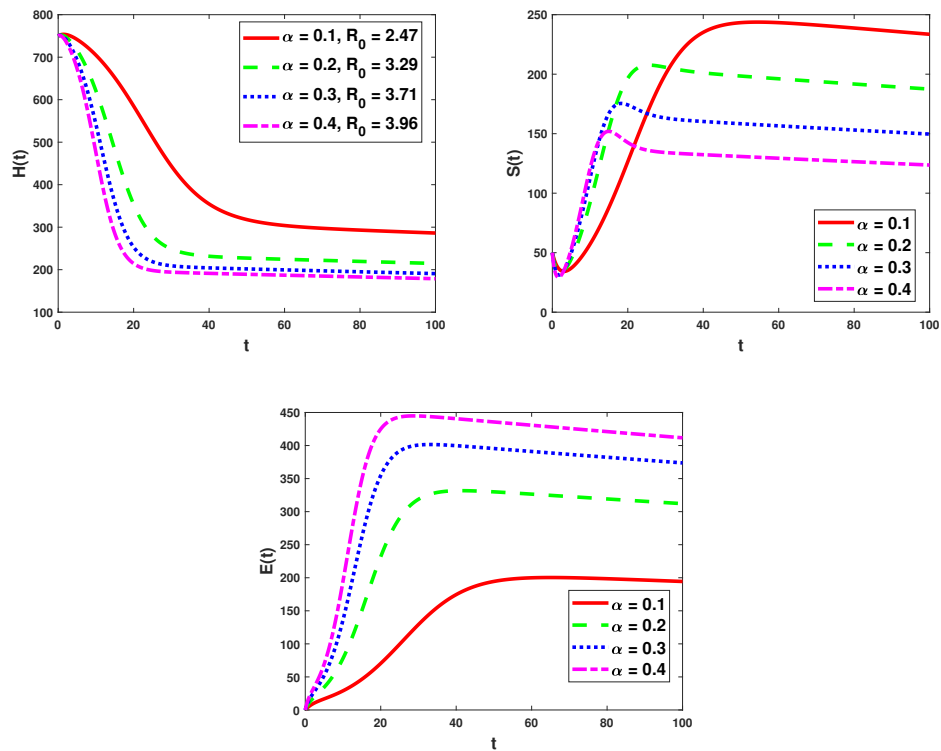 H(t)
800
700
600
500
400
300
200
100
0 20 40 60 80 100
t
α = 0.1, R0 = 2.47
α = 0.2, R0 = 3.29
α = 0.3, R0 = 3.71
α = 0.4, R0 = 3.96
S(t)
250
200
150
100
50
0
0 20 40 60 80 100
t
α = 0.1
α = 0.2
α = 0.3
α = 0.4
E(t)
450
400
350
300
250
200
150
100
50
0
0 20 40 60 80 100
t
α = 0.1
α = 0.2
α = 0.3
α = 0.4